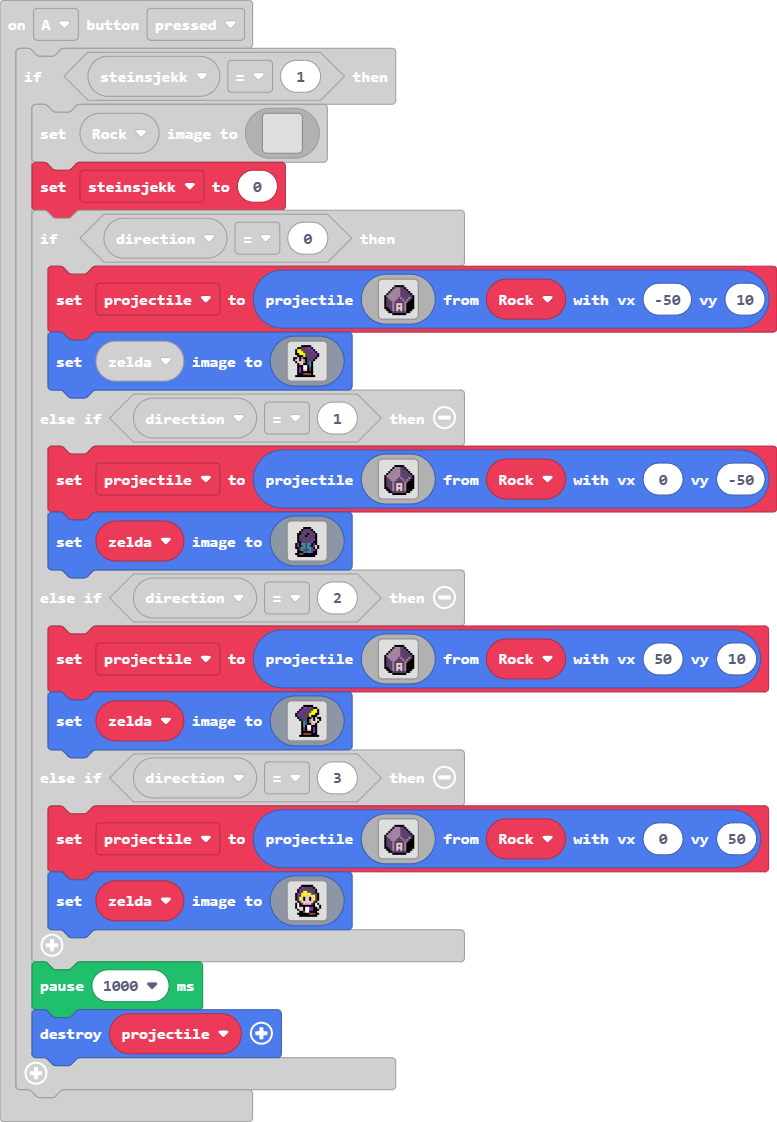 on A button pressed
if steinsjekk = 1 then
set Rock image to
set steinsjekk to 0
if direction = 0 then
set projectile to projectile from Rock with vx -50 vy 10
set zelda image to
else if direction = 1 then
set projectile to projectile from Rock with vx 0 vy -50
set zelda image to
else if direction = 2 then
set projectile to projectile from Rock with vx 50 vy 10
set zelda image to
else if direction = 3 then
set projectile to projectile from Rock with vx 0 vy 50
set zelda image to
pause 1000 ms
destroy projectile